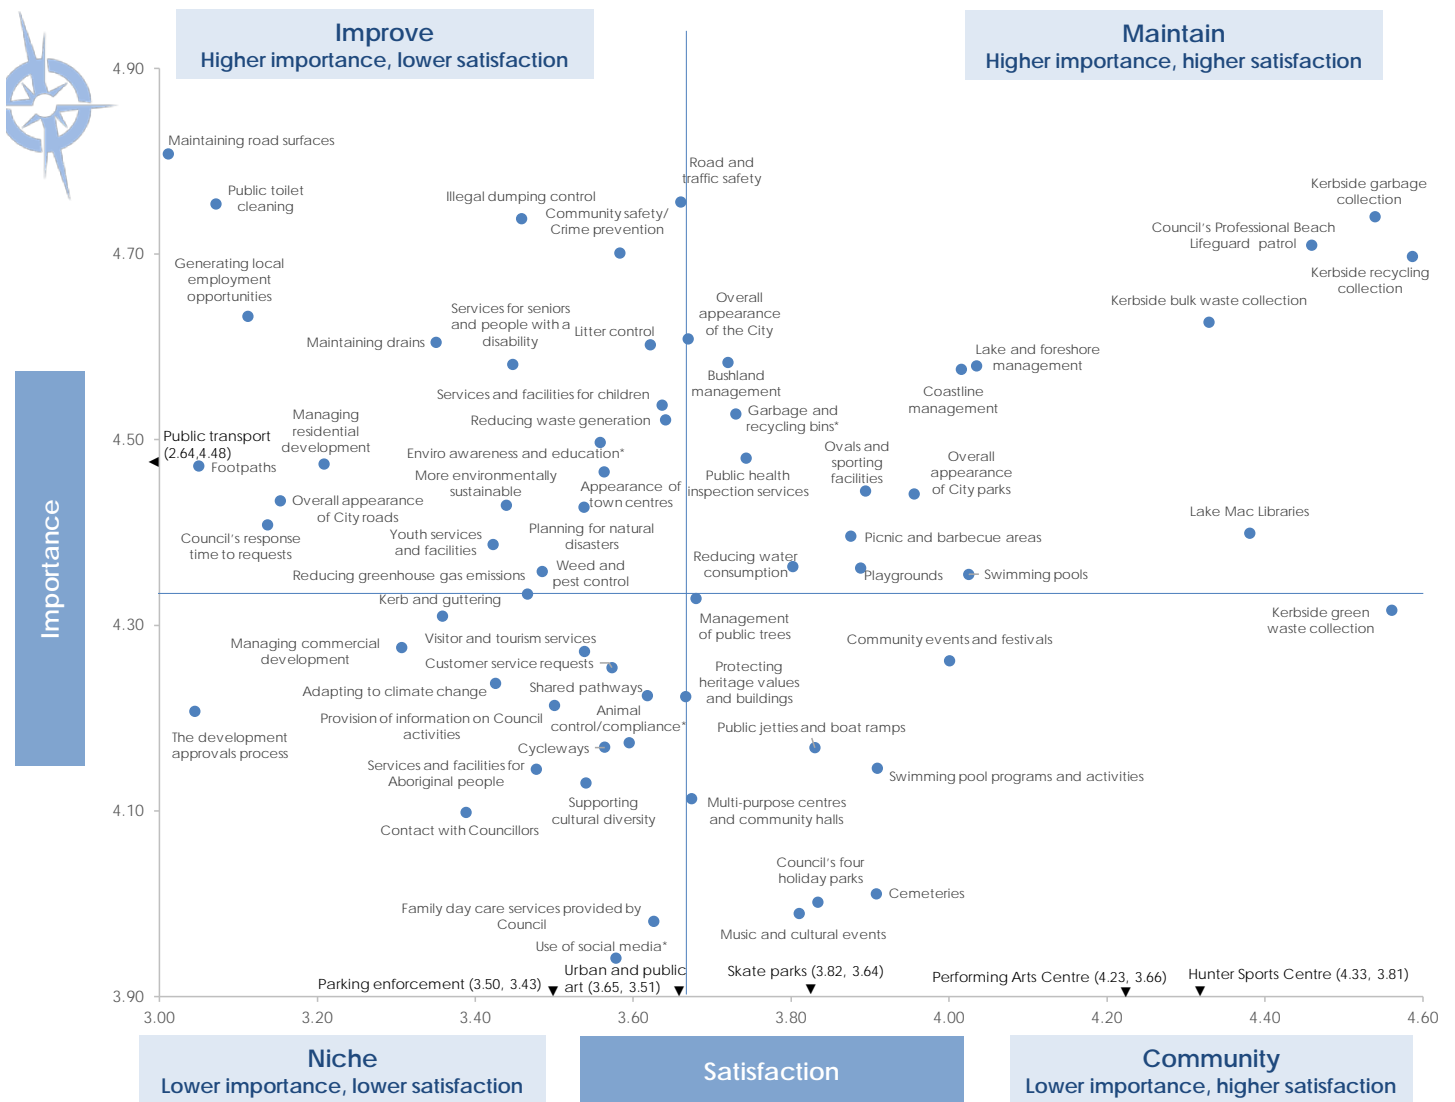 Improve
Higher importance, lower satisfaction
Maintain
Higher importance, higher satisfaction
4.90
Maintaining road surfaces
Road and
traffic safety
Public toilet
cleaning
Illegal dumping control
Kerbside garbage
collection
Community safety/
Crime prevention
Council's Professional Beach
Lifeguard patrol
4.70
Generating local
employment
opportunities
Kerbside recycling
collection
Services for seniors
and people with a
disability
Overall
appearance
of the City
Kerbside bulk waste collection
Maintaining drains
Litter control
Lake and foreshore
management
Bushland
management
Coastline
management
Services and facilities for children
Managing
residential
development
Reducing waste generation
Garbage and
recycling bins*
4.50
Public transport
(2.64,4.48)
Footpaths
Enviro awareness and education*
Ovals and
sporting
facilities
Overall
appearance
of City parks
More environmentally
sustainable
Appearance of
town centres
Public health
inspection services
Overall appearance
of City roads
Lake Mac Libraries
Council's response
time to requests
Youth services
and facilities
Planning for natural
disasters
Picnic and barbecue areas
Reducing water
consumption
Reducing greenhouse gas emissions
Weed and
pest control
Playgrounds
Swimming pools
Importance
Kerb and guttering
4.30
Management
of public trees
Kerbside green
waste collection
Managing commercial
development
Visitor and tourism services
Community events and festivals
Customer service requests
Protecting
heritage values
and buildings
Adapting to climate change
Shared pathways
Provision of information on Council
activities
Animal
control/compliance*
Public jetties and boat ramps
The development
approvals process
Cycleways
Services and facilities for
Aboriginal people
Swimming pool programs and activities
4.10
Supporting
cultural diversity
Multi-purpose centres
and community halls
Contact with Councillors
Council's four
holiday parks
Cemeteries
Family day care services provided by
Council
Music and cultural events
Use of social media*
Parking enforcement (3.50, 3.43)
Urban and public
art (3.65, 3.51)
Skate parks (3.82, 3.64)
Performing Arts Centre (4.23, 3.66)
Hunter Sports Centre (4.33, 3.81)
3.90
3.00 3.20 3.40 3.60 3.80 4.00 4.20 4.40 4.60
Niche
Lower importance, lower satisfaction
Satisfaction
Community
Lower importance, higher satisfaction